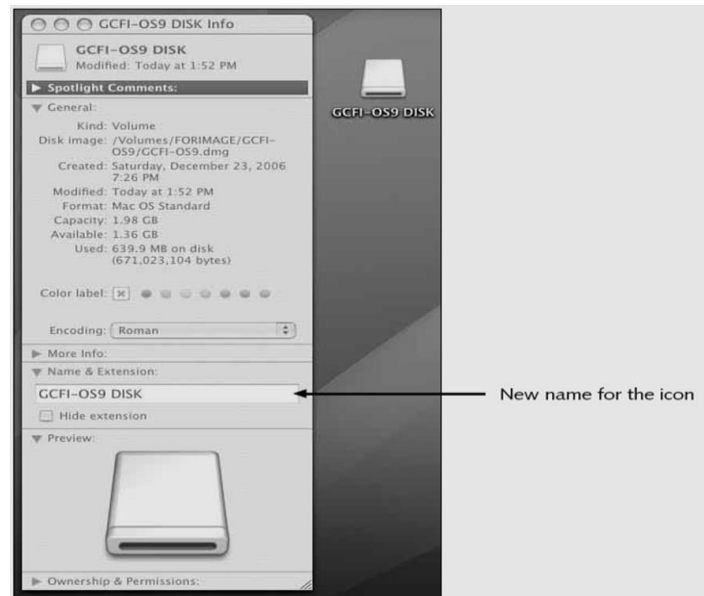 GCFI-OS9 DISK Info
GCFI-OS9 DISK
Modified: Today at 1:52 PM
Spotlight Comments:
General:
Kind: Volume
Disk image: /Volumes/FORIMAGE/GCFI-
OS9/GCFI-OS9.dmg
Created: Saturday, December 23, 2006
7:26 PM
Modified: Today at 1:52 PM
Format: Mac OS Standard
Capacity: 1.98 GB
Available: 1.36 GB
Used: 639.9 MB on disk
(671,023,104 bytes)
Color label:
Encoding: Roman
More Info:
Name & Extension:
GCFI-OS9 DISK
Hide extension
Preview:
Ownership & Permissions:
GCFI-OS9 DISK
New name for the icon